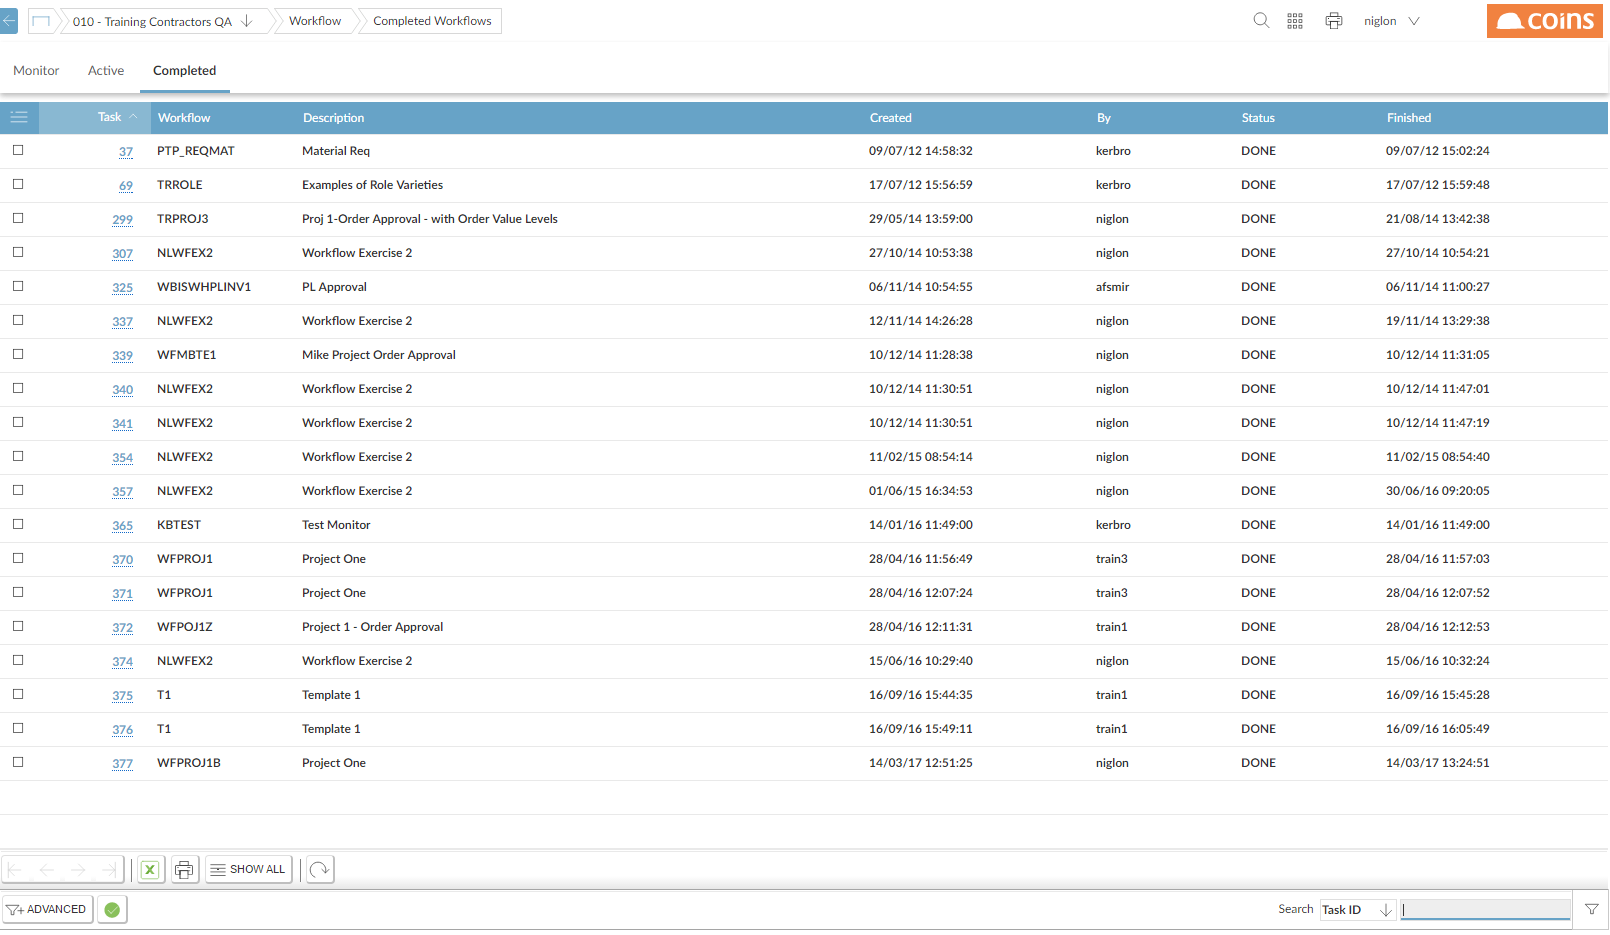 010 - Training Contractors QA Workflow Completed Workflows niglon coins
Monitor Active Completed
Task Workflow Description Created By Status Finished
37 PTP_REQMAT Material Req 09/07/12 14:58:32 kerbro DONE 09/07/12 15:02:24
69 TRROLE Examples of Role Varieties 17/07/12 15:56:59 kerbro DONE 17/07/12 15:59:48
299 TRPROJ3 Proj 1-Order Approval - with Order Value Levels 29/05/14 13:59:00 niglon DONE 21/08/14 13:42:38
307 NLWFEX2 Workflow Exercise 2 27/10/14 10:53:38 niglon DONE 27/10/14 10:54:21
325 WBISWHPLINV1 PL Approval 06/11/14 10:54:55 afsmir DONE 06/11/14 11:00:27
337 NLWFEX2 Workflow Exercise 2 12/11/14 14:26:28 niglon DONE 19/11/14 13:29:38
339 WFMBTE1 Mike Project Order Approval 10/12/14 11:28:38 niglon DONE 10/12/14 11:31:05
340 NLWFEX2 Workflow Exercise 2 10/12/14 11:30:51 niglon DONE 10/12/14 11:47:01
341 NLWFEX2 Workflow Exercise 2 10/12/14 11:30:51 niglon DONE 10/12/14 11:47:19
354 NLWFEX2 Workflow Exercise 2 11/02/15 08:54:14 niglon DONE 11/02/15 08:54:40
357 NLWFEX2 Workflow Exercise 2 01/06/15 16:34:53 niglon DONE 30/06/16 09:20:05
365 KBTEST Test Monitor 14/01/16 11:49:00 kerbro DONE 14/01/16 11:49:00
370 WFPROJ1 Project One 28/04/16 11:56:49 train3 DONE 28/04/16 11:57:03
371 WFPROJ1 Project One 28/04/16 12:07:24 train3 DONE 28/04/16 12:07:52
372 WFPOJ1Z Project 1 - Order Approval 28/04/16 12:11:31 train1 DONE 28/04/16 12:12:53
374 NLWFEX2 Workflow Exercise 2 15/06/16 10:29:40 niglon DONE 15/06/16 10:32:24
375 T1 Template 1 16/09/16 15:44:35 train1 DONE 16/09/16 15:45:28
376 T1 Template 1 16/09/16 15:49:11 train1 DONE 16/09/16 16:05:49
377 WFPROJ1B Project One 14/03/17 12:51:25 niglon DONE 14/03/17 13:24:51
X SHOW ALL
ADVANCED Search Task ID